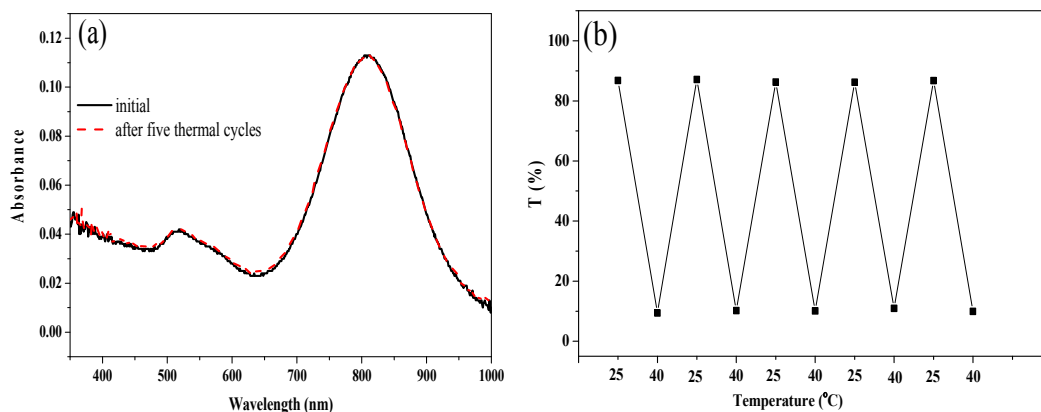 (a)
0.12
0.10
0.08
0.06
0.04
0.02
0.00
Absorbance
initial
after five thermal cycles
400 500 600 700 800 900 1000
Wavelength (nm)
(b)
100
80
60
40
20
0
T (%)
25 40 25 40 25 40 25 40 25 40
Temperature (°C)